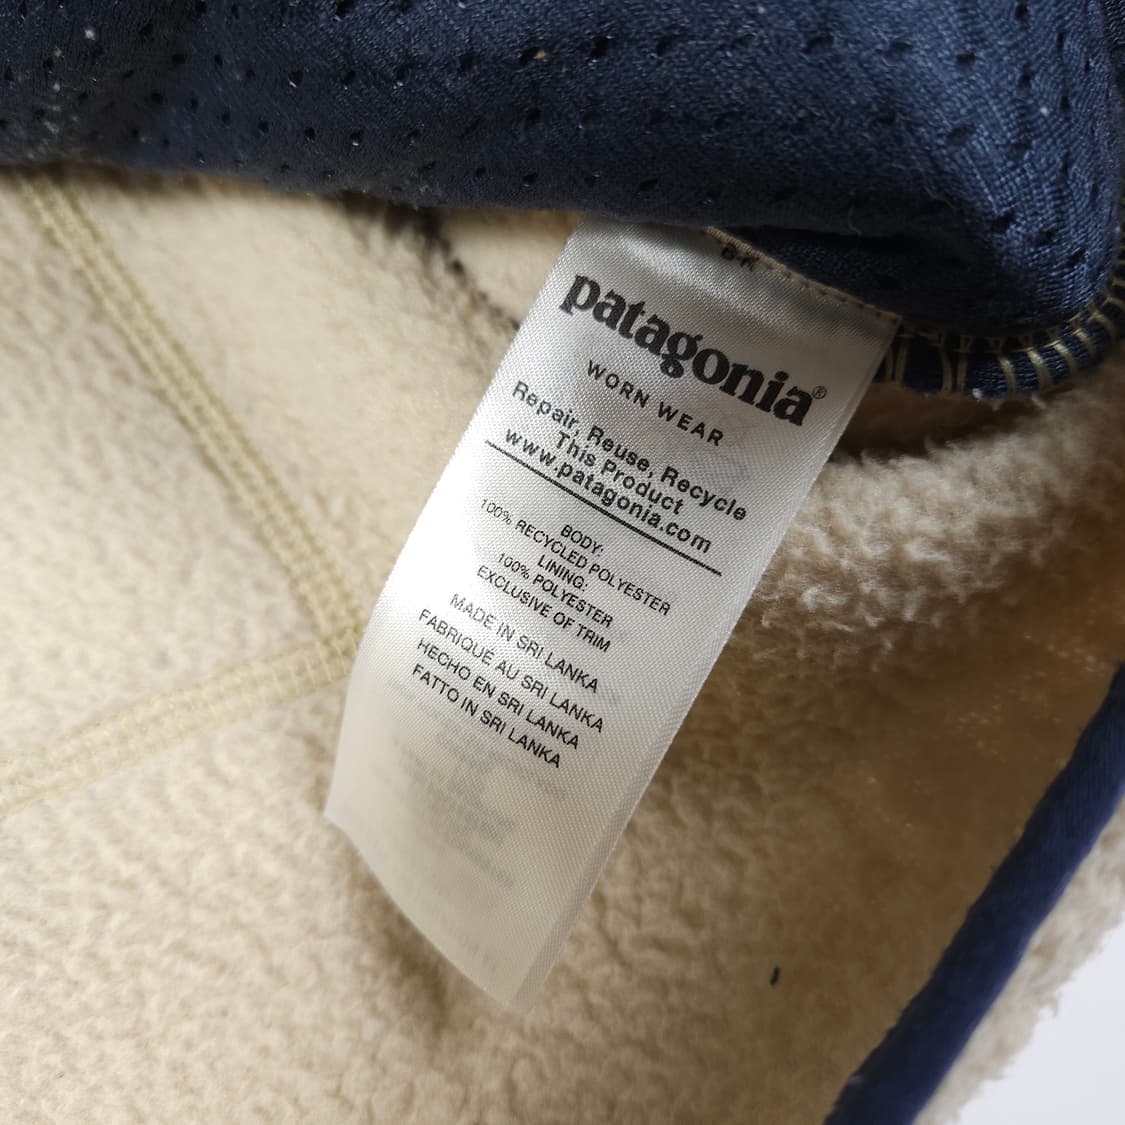 patagonia®
WORN WEAR
Repair, Reuse, Recycle
This Product
www.patagonia.com
BODY:
100% RECYCLED POLYESTER
LINING:
100% POLYESTER
EXCLUSIVE OF TRIM
MADE IN SRI LANKA
FABRIQUÉ AU SRI LANKA
HECHO EN SRI LANKA
FATTO IN SRI LANKA